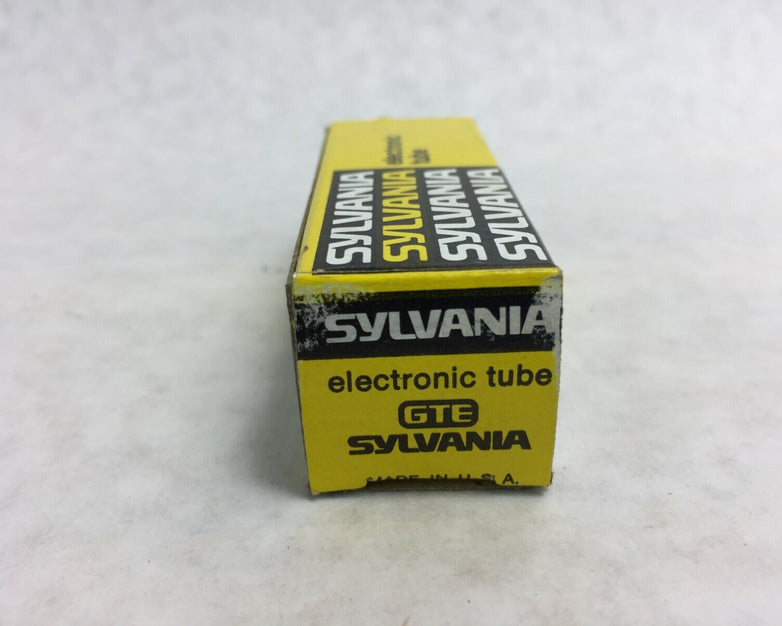 electronic
tube
SYLVANIA
SYLVANIA
SYLVANIA
SYLVANIA
SYLVANIA
electronic tube
GTE
SYLVANIA
MADE IN U.S.A.